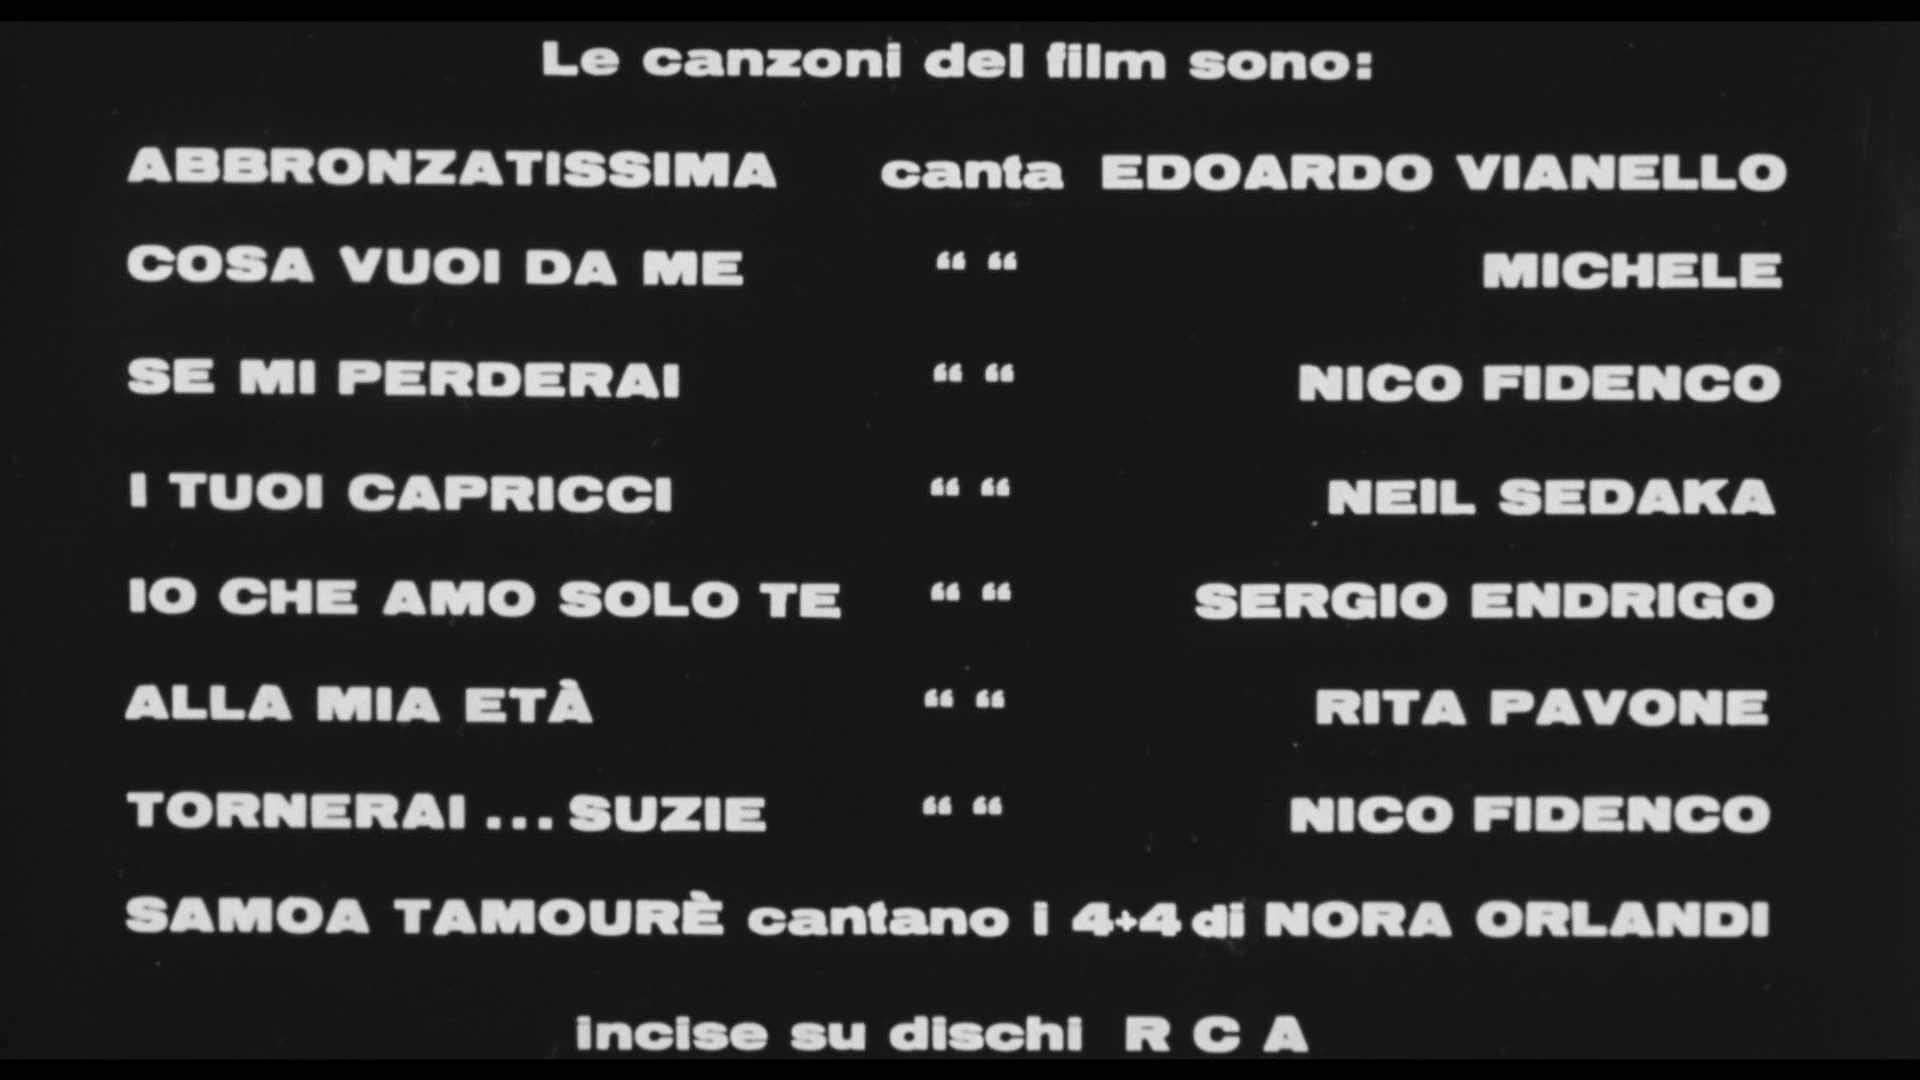 Le canzoni del film sono:
ABBRONZATISSIMA canta EDOARDO VIANELLO
COSA VUOI DA ME “ “ MICHELE
SE MI PERDERAI “ “ NICO FIDENCO
I TUOI CAPRICCI “ “ NEIL SEDAKA
IO CHE AMO SOLO TE “ “ SERGIO ENDRIGO
ALLA MIA ETÀ “ “ RITA PAVONE
TORNERAI ... SUZIE “ “ NICO FIDENCO
SAMOA TAMOURÈ cantano i 4+4 di NORA ORLANDI
incise su dischi R C A